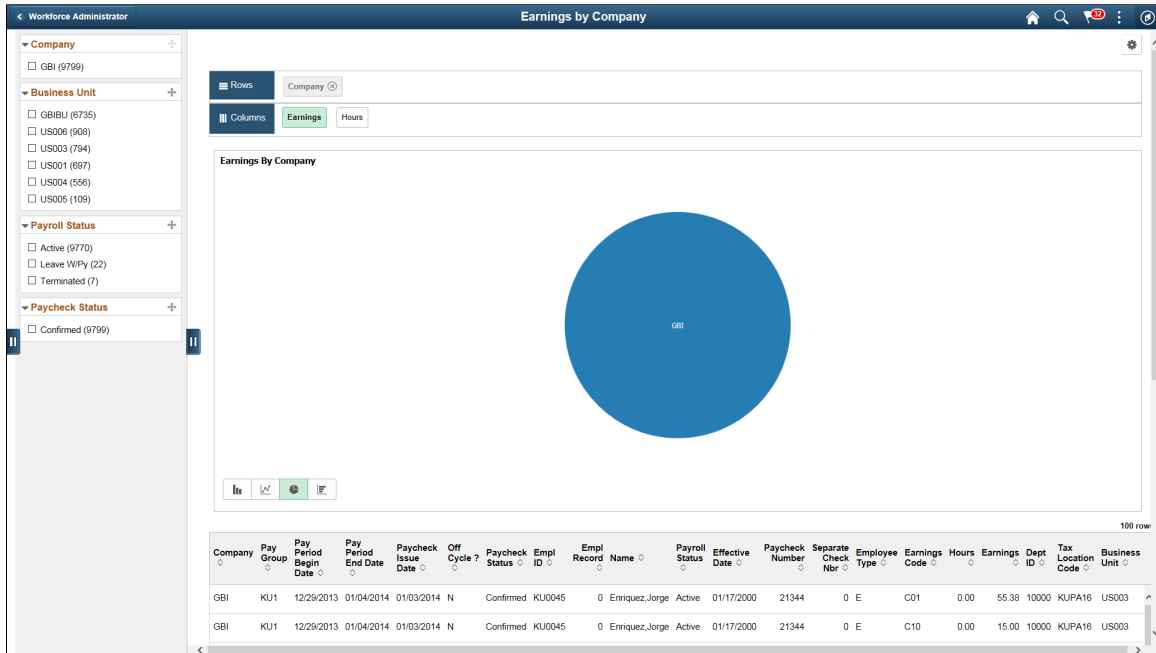 Workforce Administrator
Earnings by Company
32
Company
GBI (9799)
Business Unit
GBIBU (6735)
US006 (908)
US003 (794)
US001 (697)
US004 (556)
US005 (109)
Payroll Status
Active (9770)
Leave W/Py (22)
Terminated (7)
Paycheck Status
Confirmed (9799)
Rows Company
Columns Earnings Hours
Earnings By Company
GBI
100 rows
Company Pay Group Pay Period Begin Date Pay Period End Date Paycheck Issue Date Off Cycle ? Paycheck Status Empl ID Empl Record Name Payroll Status Effective Date Paycheck Number Separate Check Nbr Employee Type Earnings Code Hours Earnings Dept ID Tax Location Code Business Unit
GBI KU1 12/29/2013 01/04/2014 01/03/2014 N Confirmed KU0045 0 Enriquez,Jorge Active 01/17/2000 21344 0 E C01 0.00 55.38 10000 KUPA16 US003
GBI KU1 12/29/2013 01/04/2014 01/03/2014 N Confirmed KU0045 0 Enriquez,Jorge Active 01/17/2000 21344 0 E C10 0.00 15.00 10000 KUPA16 US003